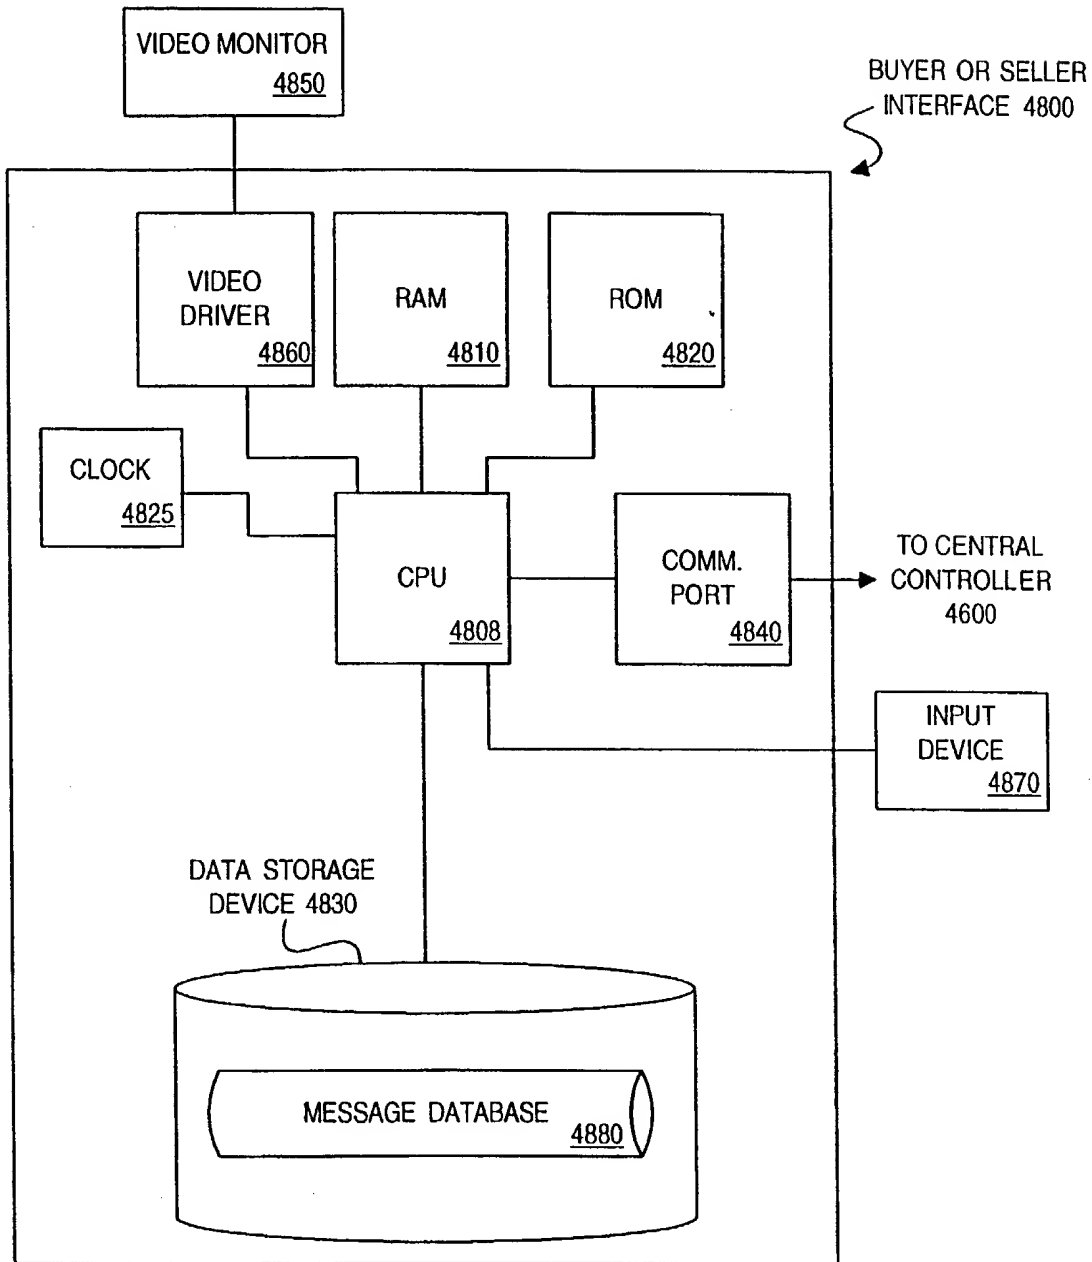 VIDEO MONITOR
4850
BUYER OR SELLER
INTERFACE 4800
VIDEO
DRIVER
4860
RAM
4810
ROM
4820
CLOCK
4825
CPU
4808
COMM.
PORT
4840
TO CENTRAL
CONTROLLER
4600
INPUT
DEVICE
4870
DATA STORAGE
DEVICE 4830
MESSAGE DATABASE
4880